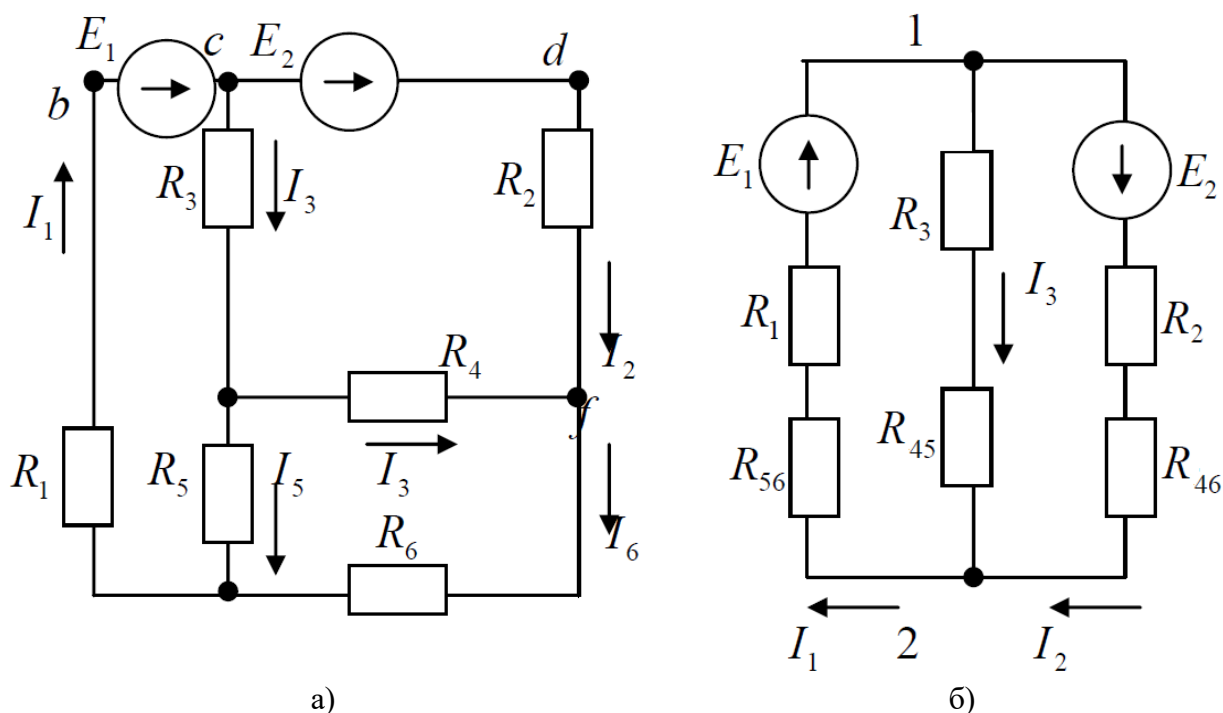 E₁
c
E₂
d
b
R₃
I₃
R₂
I₁
R₄
I₂
f
R₁
R₅
I₅
I₃
R₆
I₆
а)
1
E₁
E₂
R₃
I₃
R₁
R₂
R₄₅
R₅₆
R₄₆
I₁
2
I₂
б)